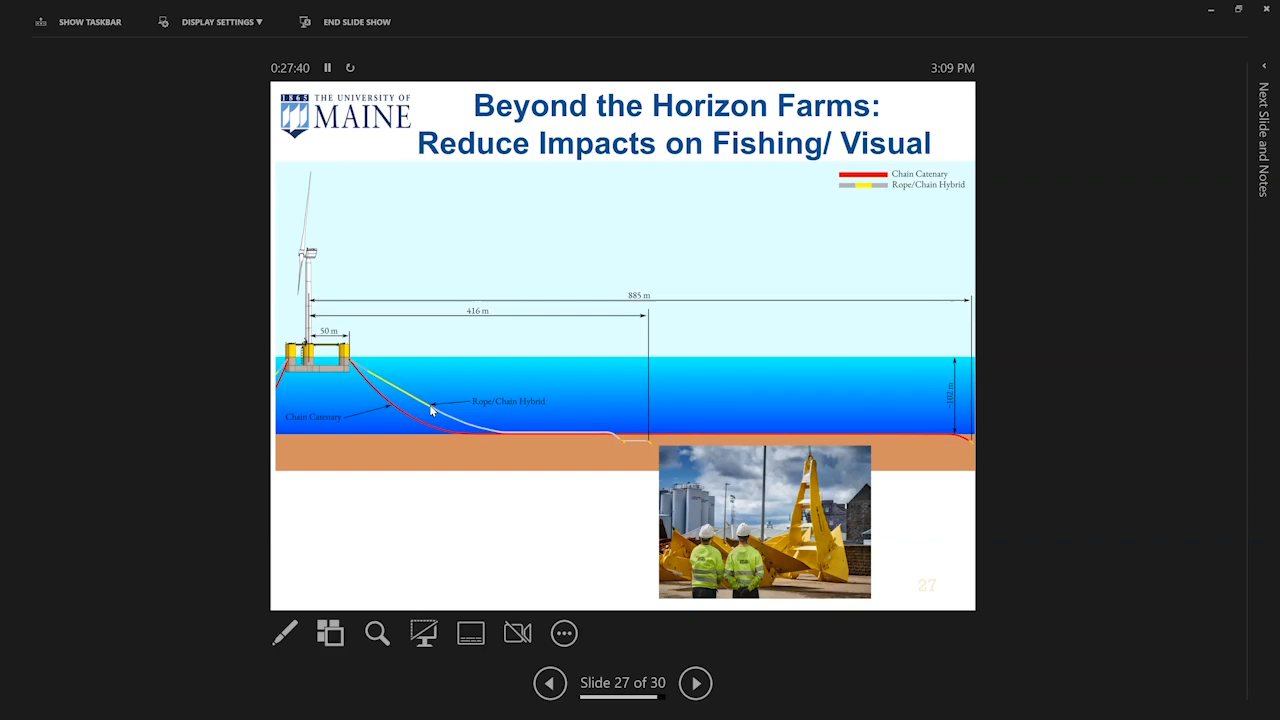 SHOW TASKBAR
DISPLAY SETTINGS ▼
END SLIDE SHOW
0:27:40
3:09 PM
Next Slide and Notes
1865 THE UNIVERSITY OF
MAINE
Beyond the Horizon Farms:
Reduce Impacts on Fishing/ Visual
Chain Catenary
Rope/Chain Hybrid
885 m
416 m
50 m
~102 m
Rope/Chain Hybrid
Chain Catenary
27
Slide 27 of 30